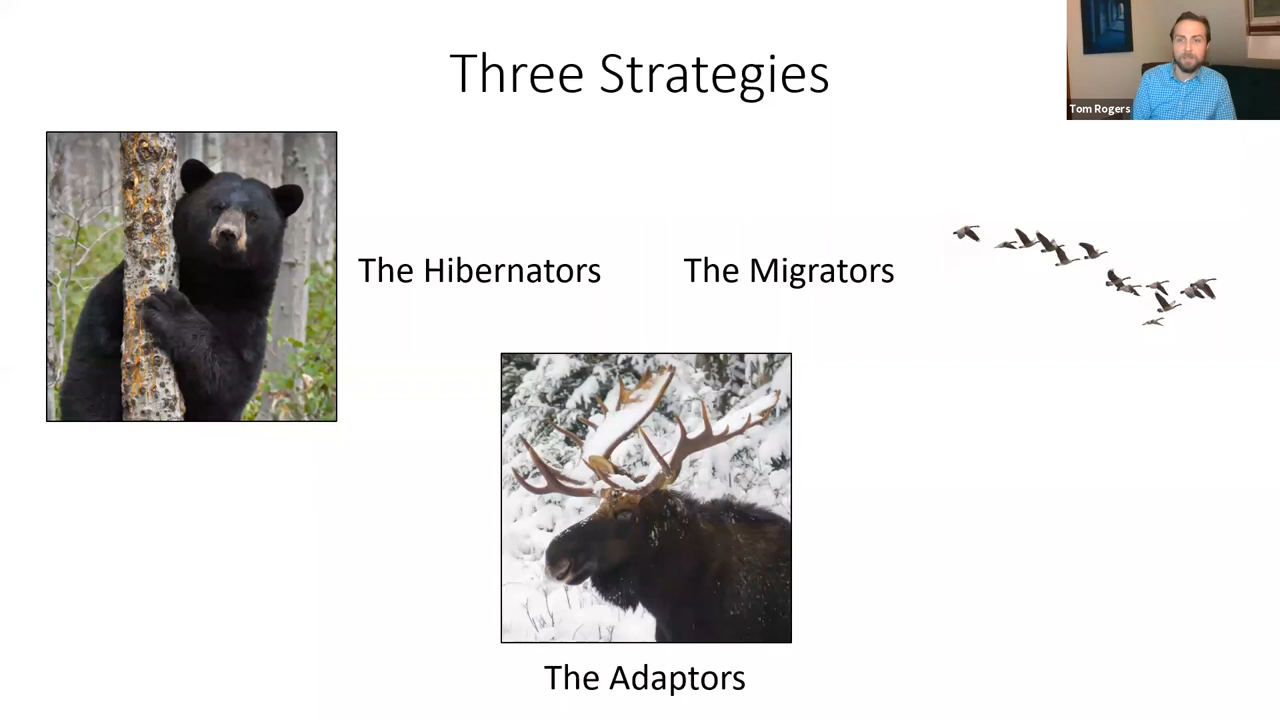 Three Strategies
Tom Rogers
The Hibernators
The Migrators
The Adaptors